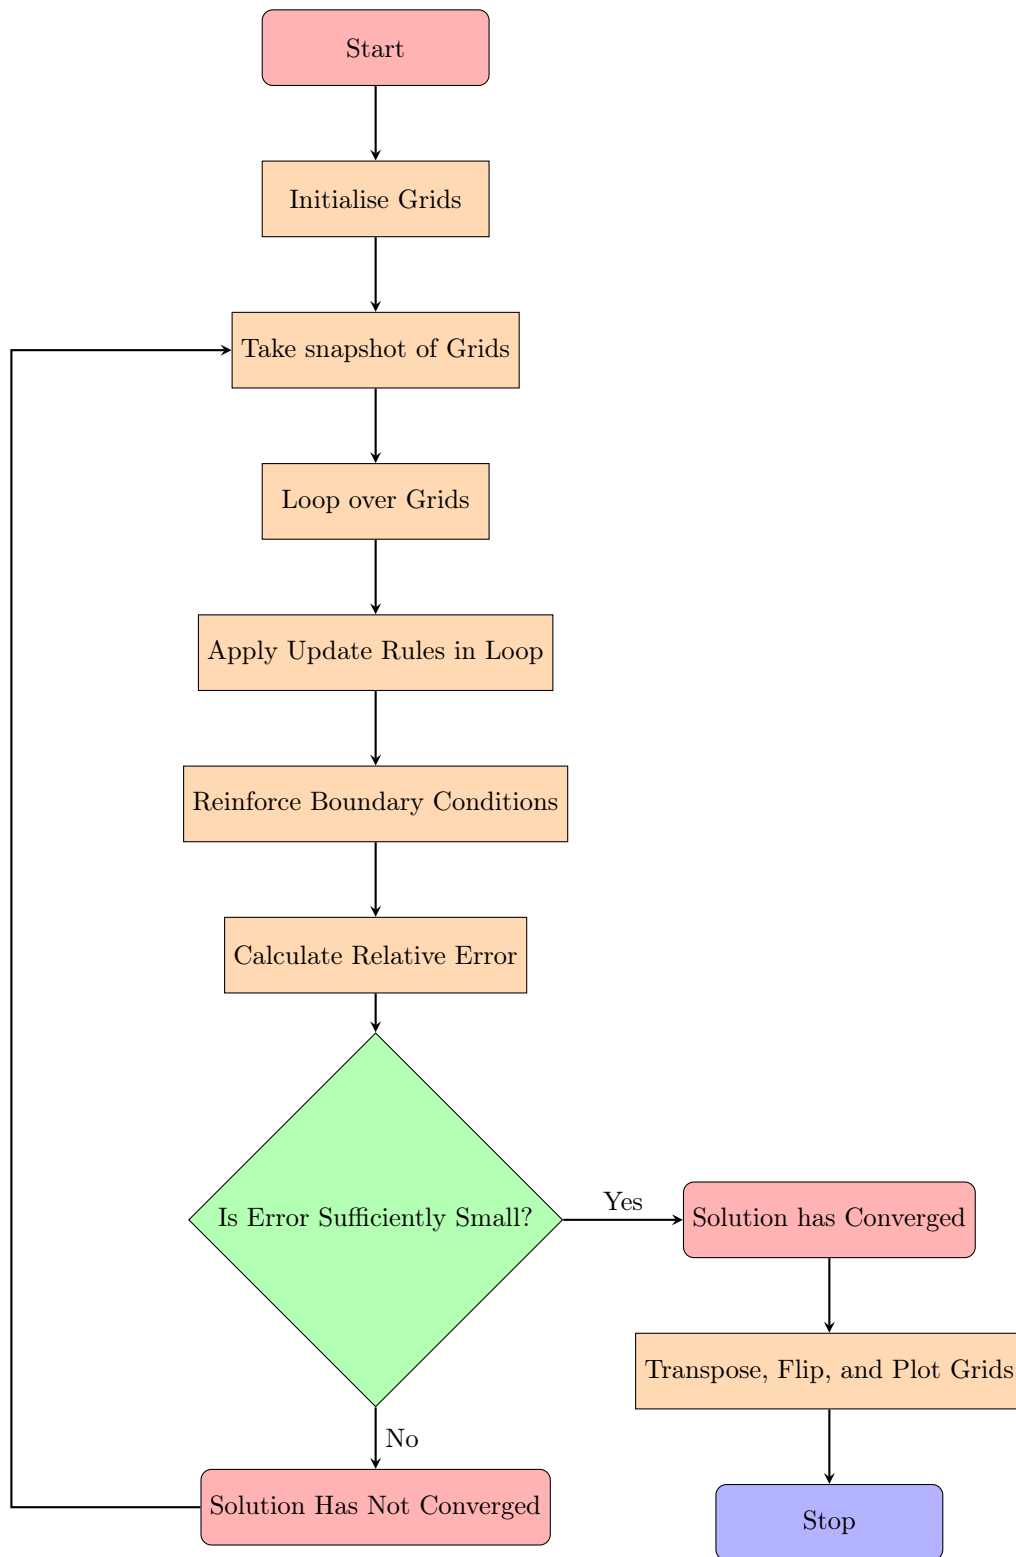 Start
Initialise Grids
Take snapshot of Grids
Loop over Grids
Apply Update Rules in Loop
Reinforce Boundary Conditions
Calculate Relative Error
Is Error Sufficiently Small?
Yes
Solution has Converged
Transpose, Flip, and Plot Grids
No
Solution Has Not Converged
Stop